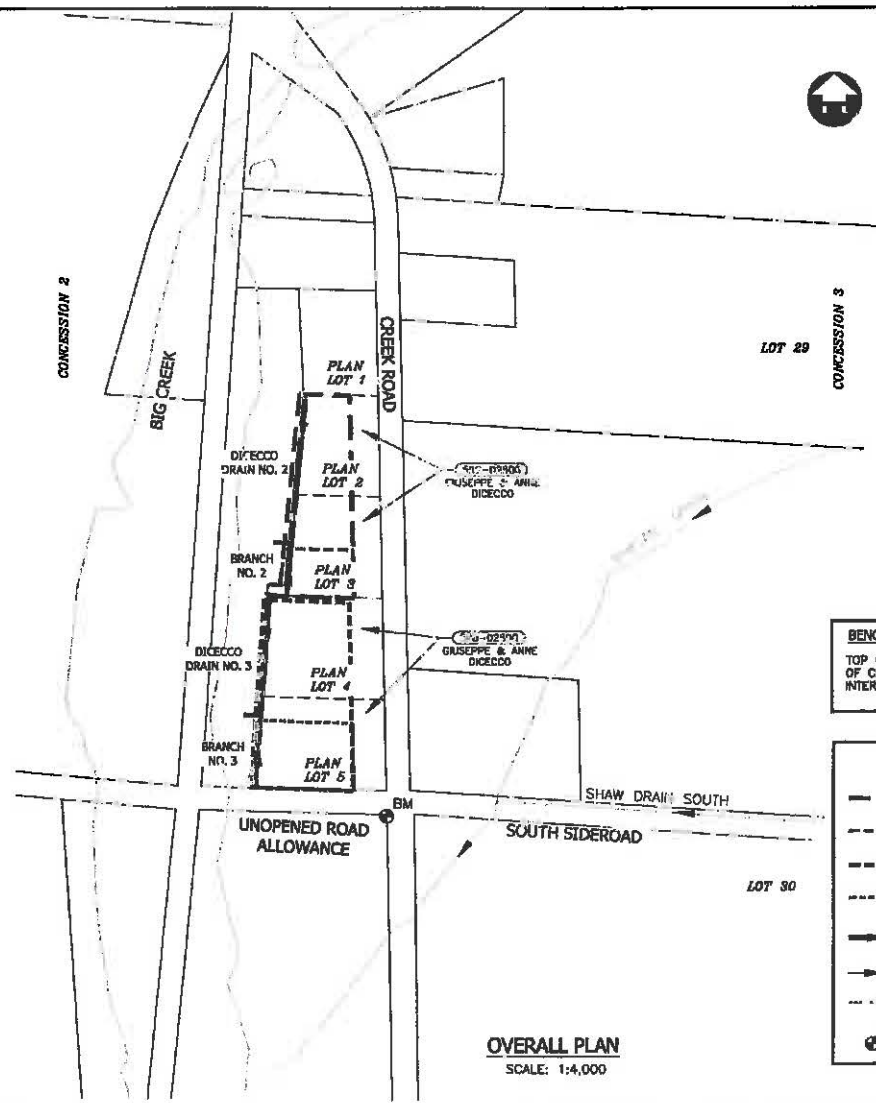 CONCESSION 2
BIG CREEK
CREEK ROAD
LOT 29
CONCESSION 3
PLAN
LOT 1
DICECCO
DRAIN NO. 2
PLAN
LOT 2
GIUSEPPE & ANNE
DICECCO
BRANCH
NO. 2
PLAN
LOT 3
DICECCO
DRAIN NO. 3
GIUSEPPE & ANNE
DICECCO
PLAN
LOT 4
BRANCH
NO. 3
PLAN
LOT 5
BM
SHAW DRAIN SOUTH
UNOPENED ROAD
ALLOWANCE
SOUTH SIDEROAD
LOT 30
TOP
OF C
INTER
OVERALL PLAN
SCALE: 1:4,000